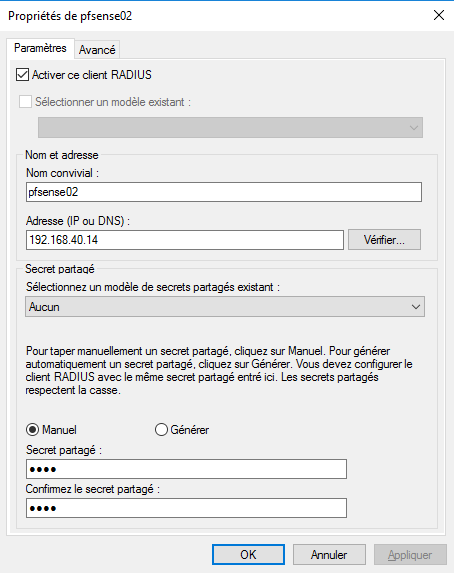 Propriétés de pfsense02
Paramètres
Avancé
Activer ce client RADIUS
Sélectionner un modèle existant :
Nom et adresse
Nom convivial :
pfsense02
Adresse (IP ou DNS) :
192.168.40.14
Vérifier...
Secret partagé
Sélectionnez un modèle de secrets partagés existant :
Aucun
Pour taper manuellement un secret partagé, cliquez sur Manuel. Pour générer
automatiquement un secret partagé, cliquez sur Générer. Vous devez configurer le
client RADIUS avec le même secret partagé entré ici. Les secrets partagés
respectent la casse.
Manuel
Générer
Secret partagé :
●●●●
Confirmez le secret partagé :
●●●●
OK
Annuler
Appliquer